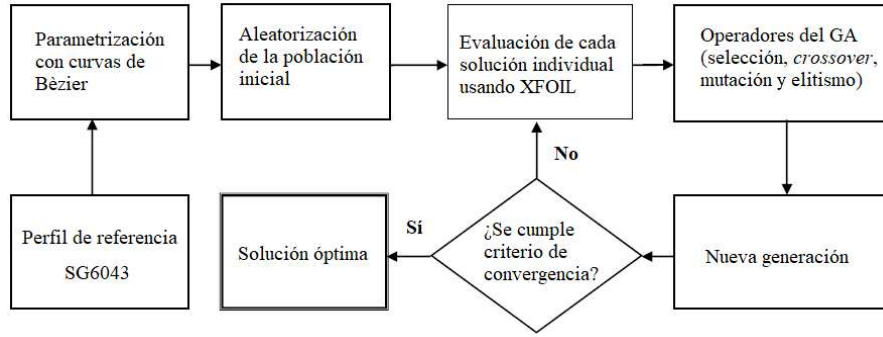 Parametrización
con curvas de
Bèzier
Aleatorización
de la población
inicial
Evaluación de cada
solución individual
usando XFOIL
Operadores del GA
(selección, crossover,
mutación y elitismo)
No
Perfil de referencia
SG6043
Solución óptima
Sí
¿Se cumple
criterio de
convergencia?
Nueva generación